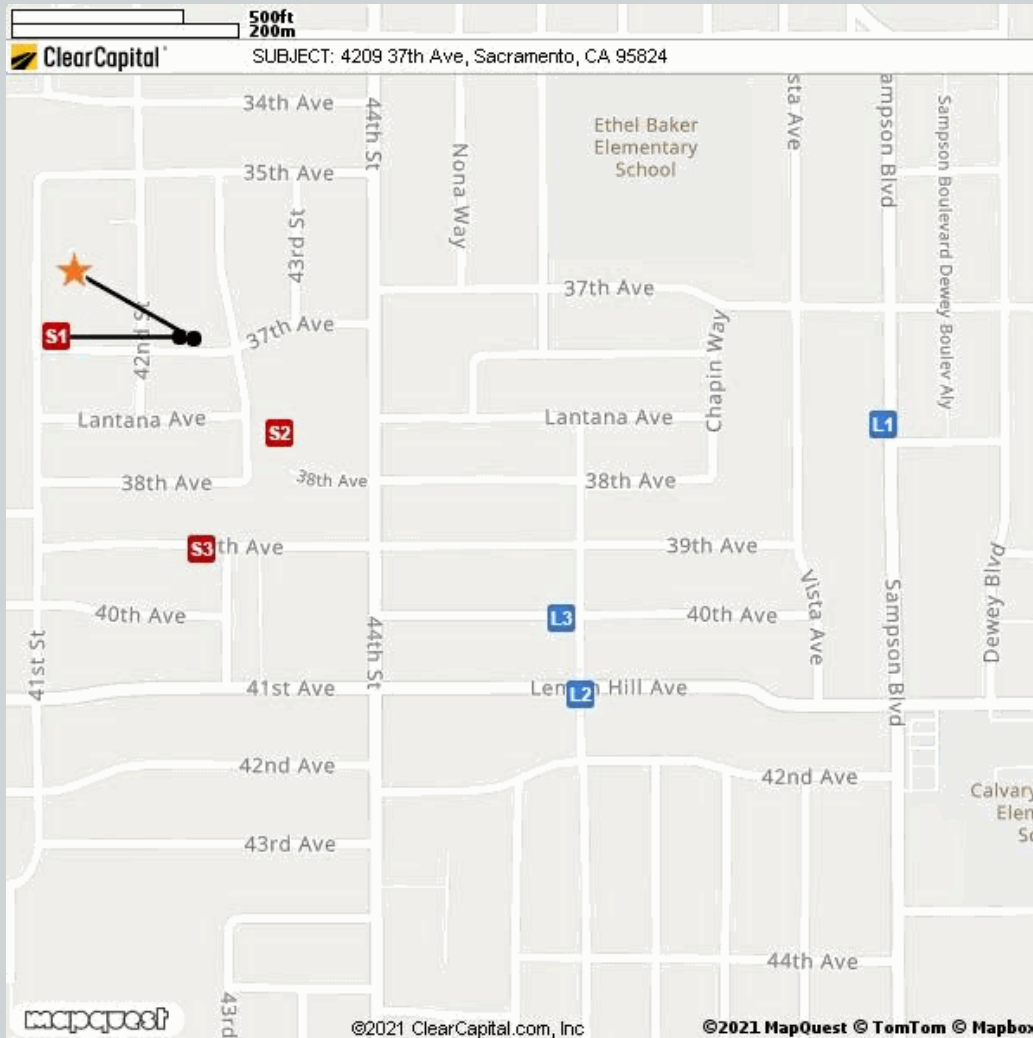 500ft
200m
ClearCapital
SUBJECT: 4209 37th Ave, Sacramento, CA 95824
34th Ave
44th St
sta Ave
ampson Blvd
Sampson Boulevard Dewey Boulev Aly
Ethel Baker
Elementary
School
Nona Way
35th Ave
43rd St
37th Ave
37th Ave
S1
42nd St
Chapin Way
Lantana Ave
Lantana Ave
S2
L1
38th Ave
38th Ave
38th Ave
S3
th Ave
39th Ave
Dewey Blvd
Vista Ave
Sampson Blvd
40th Ave
L3
40th Ave
41st St
44th St
41st Ave
Lem
n Hill Ave
L2
42nd Ave
42nd Ave
Calvary
Elem
Sc
43rd Ave
44th Ave
43rd
mapquest
©2021 ClearCapital.com, Inc
©2021 MapQuest © TomTom © Mapbox